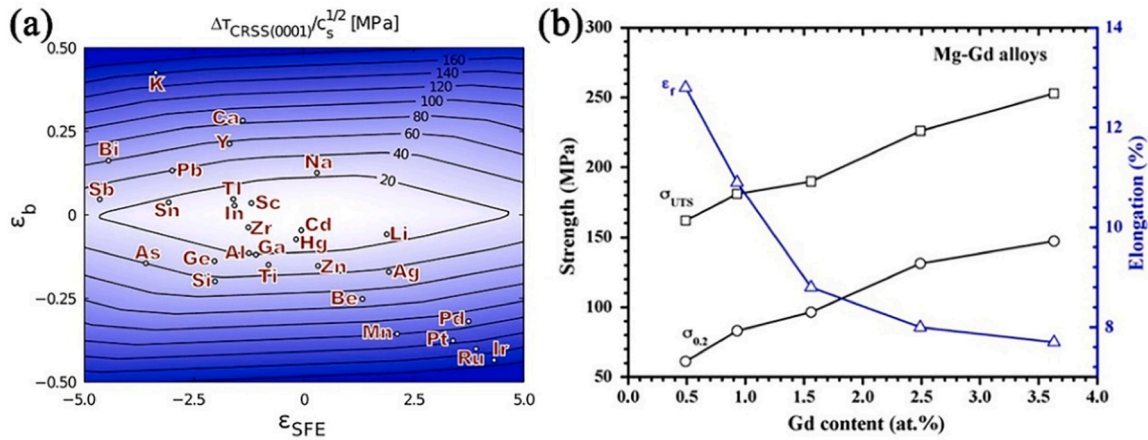 (a)
ΔτCRSS(0001)/cs^1/2 [MPa]
0.50
0.25
0
−0.25
−0.50
εb
160
140
120
100
80
60
40
20
K
Ca
Y
Bi
Pb
Na
Sb
Sn
Tl
In
Sc
Zr
Cd
Hg
Li
As
Ge
Al
Ga
Si
Ti
Zn
Ag
Be
Mn
Pd
Pt
Ru
Ir
−5.0
−2.5
0.0
2.5
5.0
εSFE
(b)
Mg-Gd alloys
300
250
200
150
100
50
Strength (MPa)
εf
σUTS
σ0.2
14
12
10
8
Elongation (%)
0.0
0.5
1.0
1.5
2.0
2.5
3.0
3.5
4.0
Gd content (at.%)